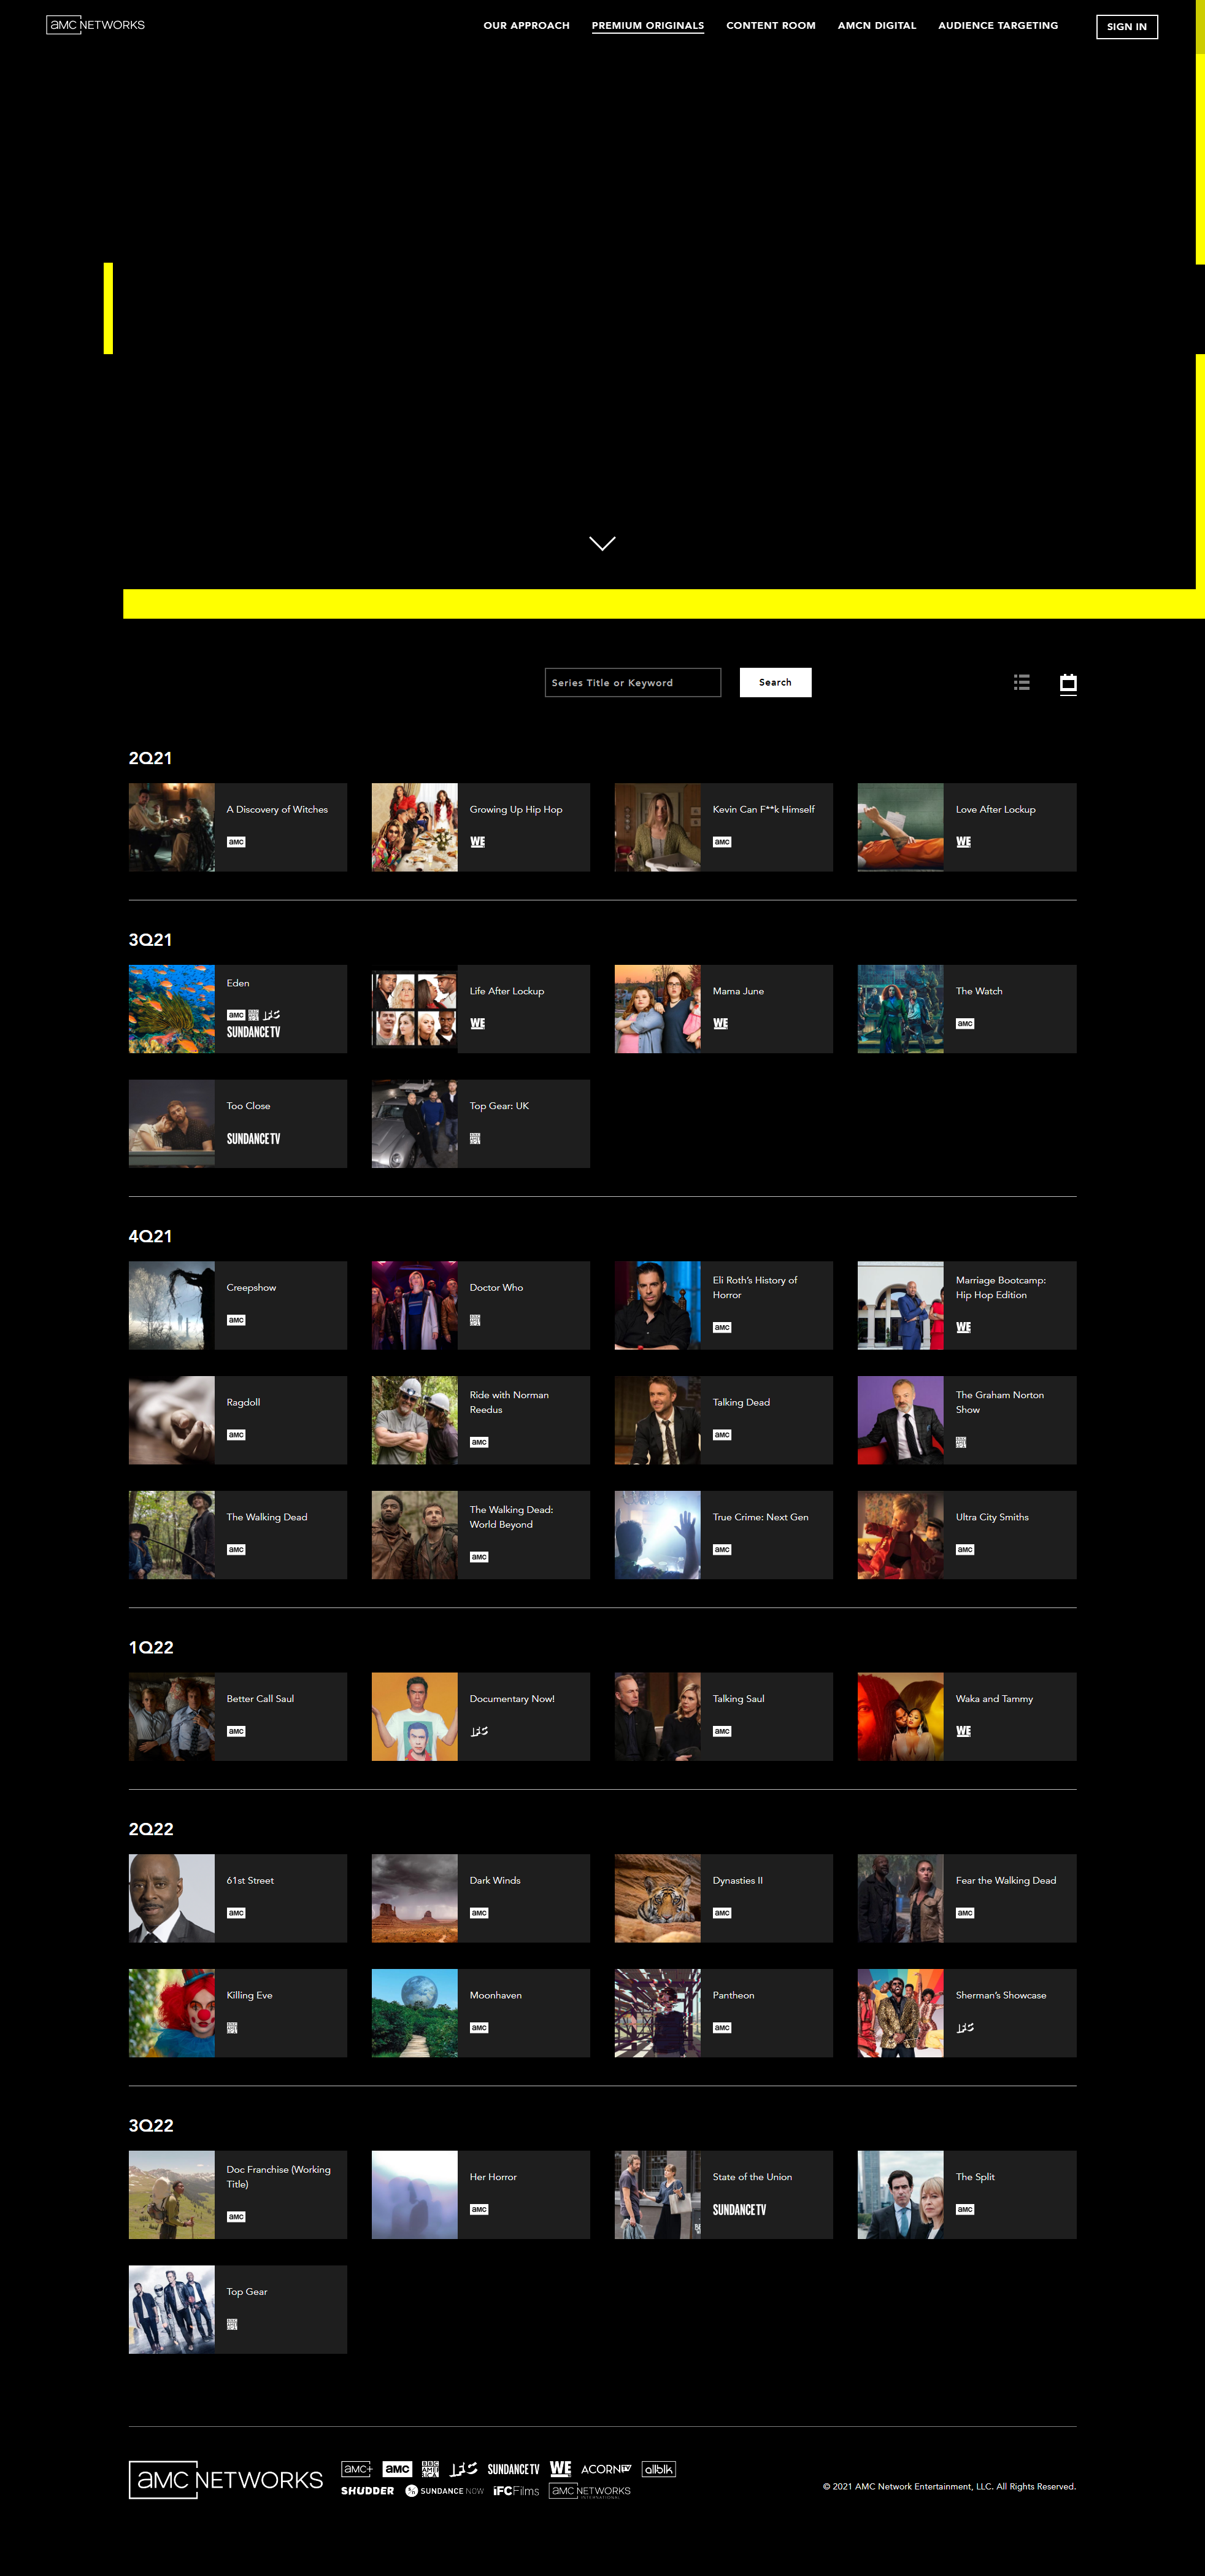 amc NETWORKS
OUR APPROACH
PREMIUM ORIGINALS
CONTENT ROOM
AMCN DIGITAL
AUDIENCE TARGETING
SIGN IN
Series Title or Keyword
Search
2Q21
A Discovery of Witches
amc
Growing Up Hip Hop
WE
Kevin Can F**k Himself
amc
Love After Lockup
WE
3Q21
Eden
amc
IFC
SUNDANCE TV
Life After Lockup
WE
Mama June
WE
The Watch
amc
Too Close
SUNDANCE TV
Top Gear: UK
4Q21
Creepshow
amc
Doctor Who
Eli Roth's History of
Horror
amc
Marriage Bootcamp:
Hip Hop Edition
WE
Ragdoll
amc
Ride with Norman
Reedus
amc
Talking Dead
amc
The Graham Norton
Show
The Walking Dead
amc
The Walking Dead:
World Beyond
amc
True Crime: Next Gen
amc
Ultra City Smiths
amc
1Q22
Better Call Saul
amc
Documentary Now!
IFC
Talking Saul
amc
Waka and Tammy
WE
2Q22
61st Street
amc
Dark Winds
amc
Dynasties II
amc
Fear the Walking Dead
amc
Killing Eve
Moonhaven
amc
Pantheon
amc
Sherman's Showcase
IFC
3Q22
Doc Franchise (Working
Title)
amc
Her Horror
amc
State of the Union
SUNDANCE TV
The Split
amc
Top Gear
amc NETWORKS
amc+ amc BBC AMERICA IFC SUNDANCE TV WE ACORN TV allblk
SHUDDER SUNDANCE NOW IFC Films amc NETWORKS INTERNATIONAL
© 2021 AMC Network Entertainment, LLC. All Rights Reserved.